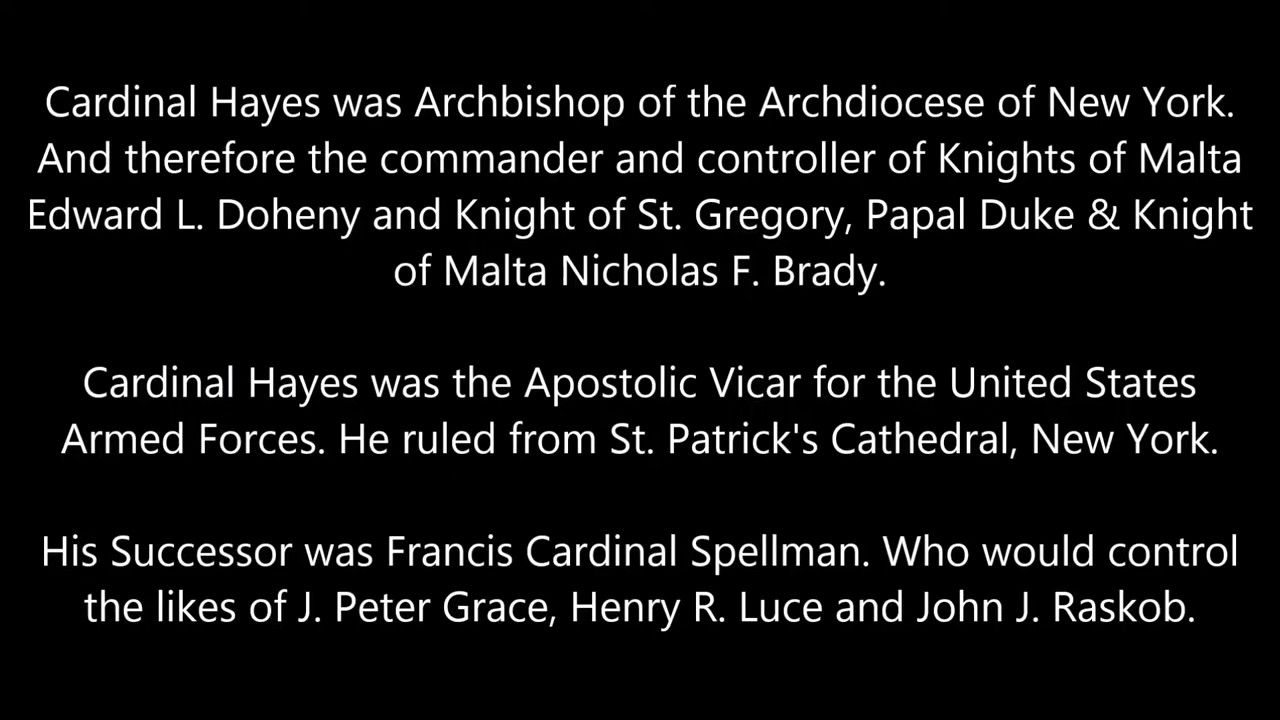 Cardinal Hayes was Archbishop of the Archdiocese of New York.
And therefore the commander and controller of Knights of Malta
Edward L. Doheny and Knight of St. Gregory, Papal Duke & Knight
of Malta Nicholas F. Brady.
Cardinal Hayes was the Apostolic Vicar for the United States
Armed Forces. He ruled from St. Patrick's Cathedral, New York.
His Successor was Francis Cardinal Spellman. Who would control
the likes of J. Peter Grace, Henry R. Luce and John J. Raskob.